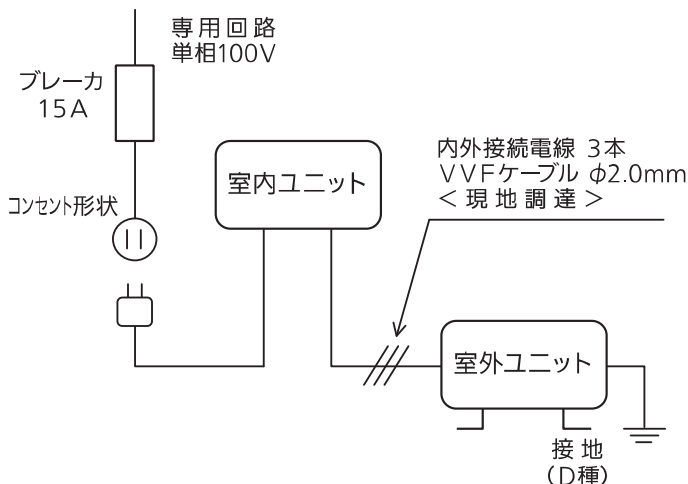 専用回路
単相100V
ブレーカ
15A
コンセント形状
室内ユニット
内外接続電線 3本
VVFケーブル φ2.0mm
<現地調達>
室外ユニット
接地
(D種)